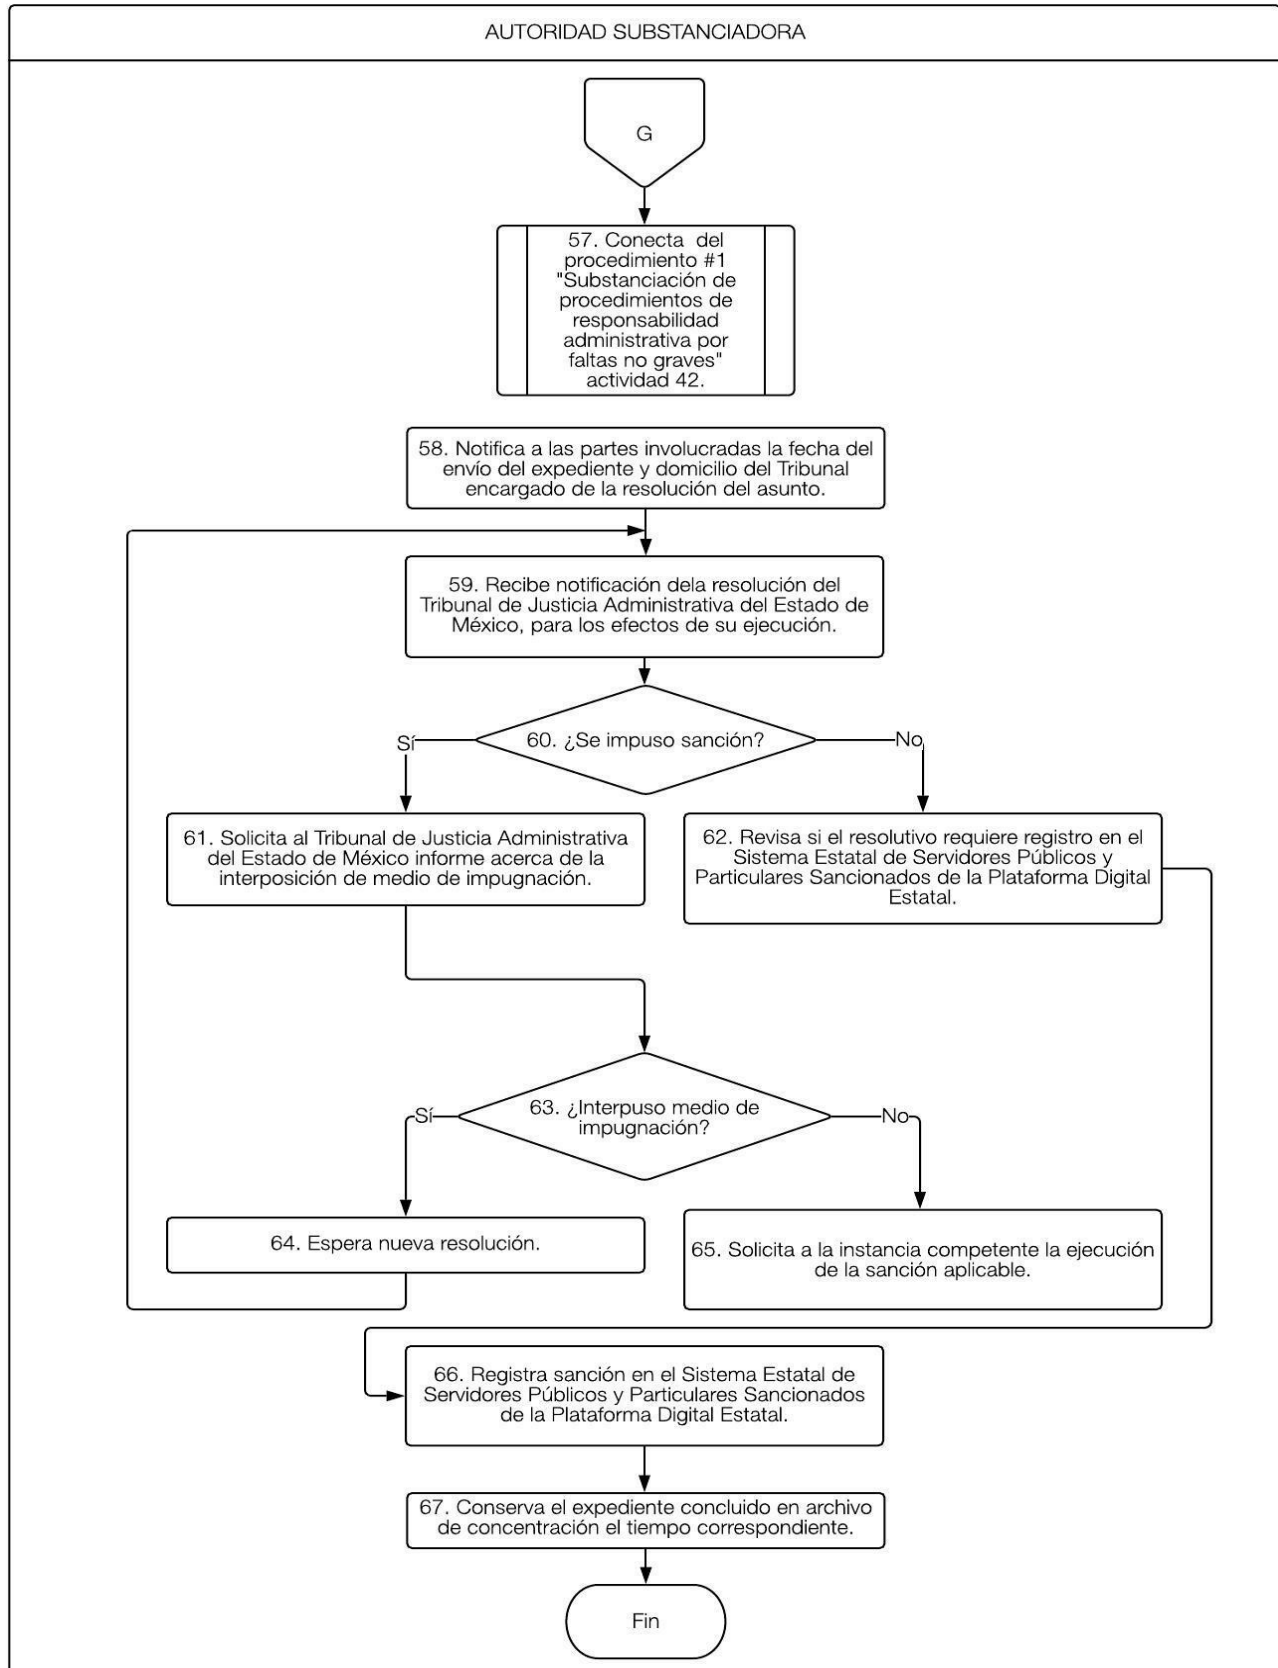 AUTORIDAD SUBSTANCIADORA
G
57. Conecta del
procedimiento #1
"Substanciación de
procedimientos de
responsabilidad
administrativa por
faltas no graves"
actividad 42.
58. Notifica a las partes involucradas la fecha del
envío del expediente y domicilio del Tribunal
encargado de la resolución del asunto.
59. Recibe notificación dela resolución del
Tribunal de Justicia Administrativa del Estado de
México, para los efectos de su ejecución.
60. ¿Se impuso sanción?
Sí
No
61. Solicita al Tribunal de Justicia Administrativa
del Estado de México informe acerca de la
interposición de medio de impugnación.
62. Revisa si el resolutivo requiere registro en el
Sistema Estatal de Servidores Públicos y
Particulares Sancionados de la Plataforma Digital
Estatal.
63. ¿Interpuso medio de
impugnación?
Sí
No
64. Espera nueva resolución.
65. Solicita a la instancia competente la ejecución
de la sanción aplicable.
66. Registra sanción en el Sistema Estatal de
Servidores Públicos y Particulares Sancionados
de la Plataforma Digital Estatal.
67. Conserva el expediente concluido en archivo
de concentración el tiempo correspondiente.
Fin